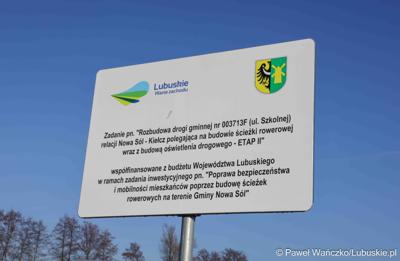 Lubuskie
Warte zachodu
Zadanie pn. "Rozbudowa drogi gminnej nr 003713F (ul. Szkolnej)
relacji Nowa Sól - Kiełcz polegająca na budowie ścieżki rowerowej
wraz z budową oświetlenia drogowego - ETAP II"
współfinansowane z budżetu Województwa Lubuskiego
w ramach zadania inwestycyjnego pn. "Poprawa bezpieczeństwa
i mobilności mieszkańców poprzez budowę ścieżek
rowerowych na terenie Gminy Nowa Sól"
© Paweł Wańczko/Lubuskie.pl